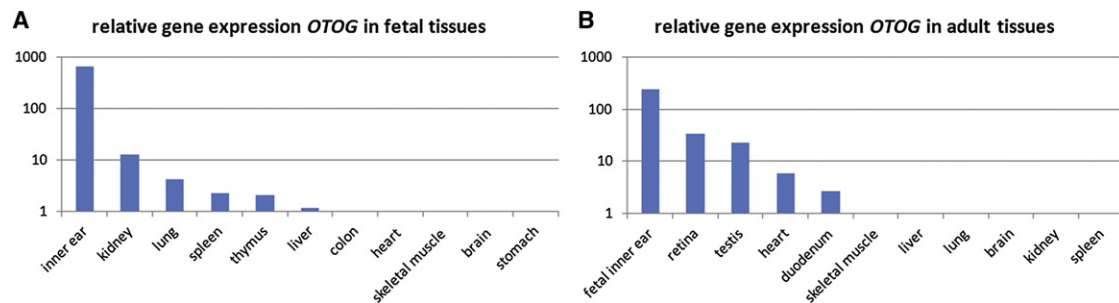 A
relative gene expression OTOG in fetal tissues
1000
100
10
1
inner ear
kidney
lung
spleen
thymus
liver
colon
heart
skeletal muscle
brain
stomach
B
relative gene expression OTOG in adult tissues
1000
100
10
1
fetal inner ear
retina
testis
heart
duodenum
skeletal muscle
liver
lung
brain
kidney
spleen